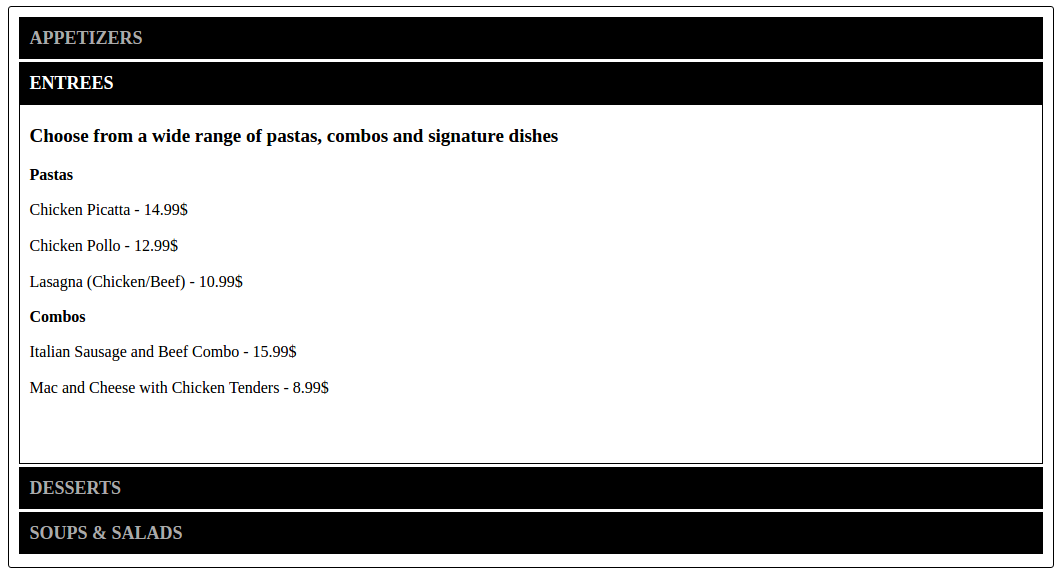 APPETIZERS
ENTREES
Choose from a wide range of pastas, combos and signature dishes
Pastas
Chicken Picatta - 14.99$
Chicken Pollo - 12.99$
Lasagna (Chicken/Beef) - 10.99$
Combos
Italian Sausage and Beef Combo - 15.99$
Mac and Cheese with Chicken Tenders - 8.99$
DESSERTS
SOUPS & SALADS